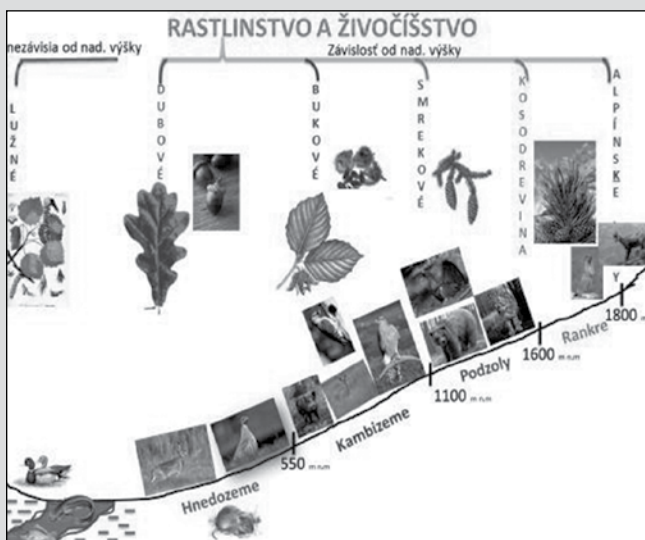 RASTLINSTVO A ŽIVOČÍŠSTVO
nezávisia od nad. výšky
Závislosť od nad. výšky
LUŽNÉ
DUBOVÉ
BUKOVÉ
SMREKOVÉ
KOSODREVINA
ALPÍNSKE
Y
1800 m n.m
Rankre
1600 m n.m
Podzoly
1100 m n.m
Kambizeme
550 m n.m
Hnedozeme